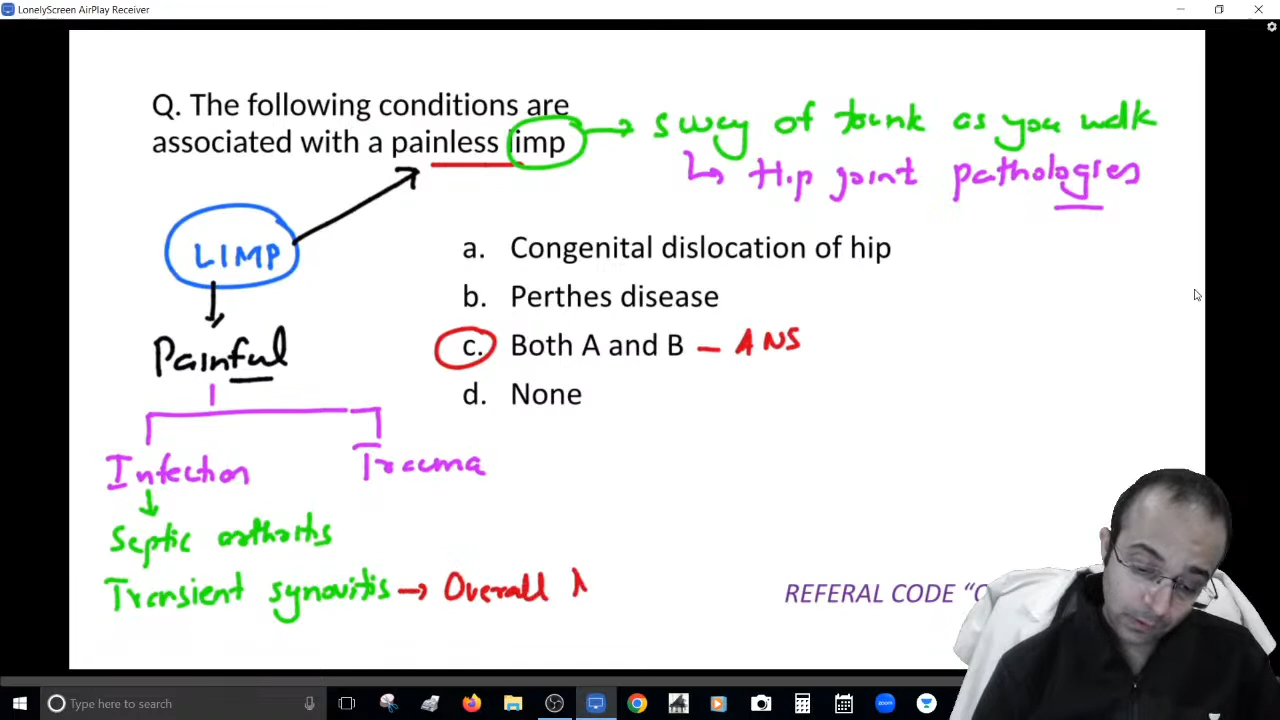 LonelyScreen AirPlay Receiver
Q. The following conditions are
associated with a painless limp
sway of trunk as you walk
Hip joint pathologies
LIMP
a. Congenital dislocation of hip
b. Perthes disease
c. Both A and B – ANS
d. None
Painful
Infection
Trauma
Septic arthritis
Transient synovitis → Overall
REFERAL CODE “
Type here to search
zoom